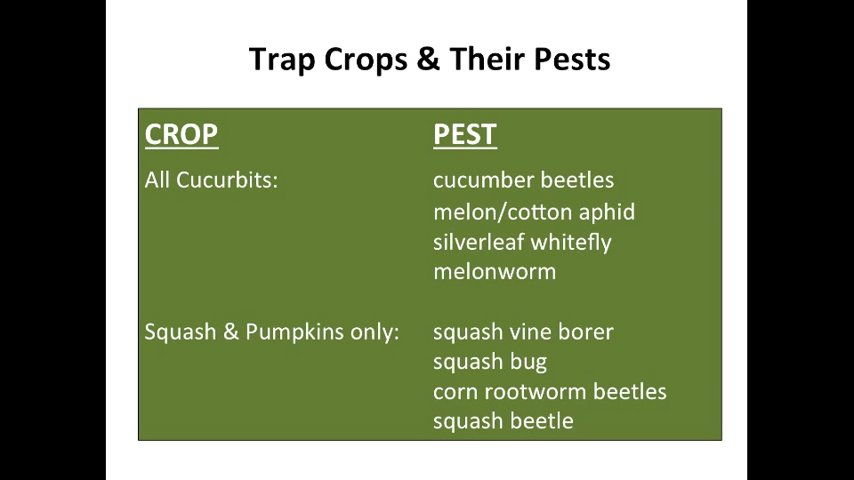 Trap Crops & Their Pests
CROP PEST
All Cucurbits: cucumber beetles
melon/cotton aphid
silverleaf whitefly
melonworm
Squash & Pumpkins only: squash vine borer
squash bug
corn rootworm beetles
squash beetle